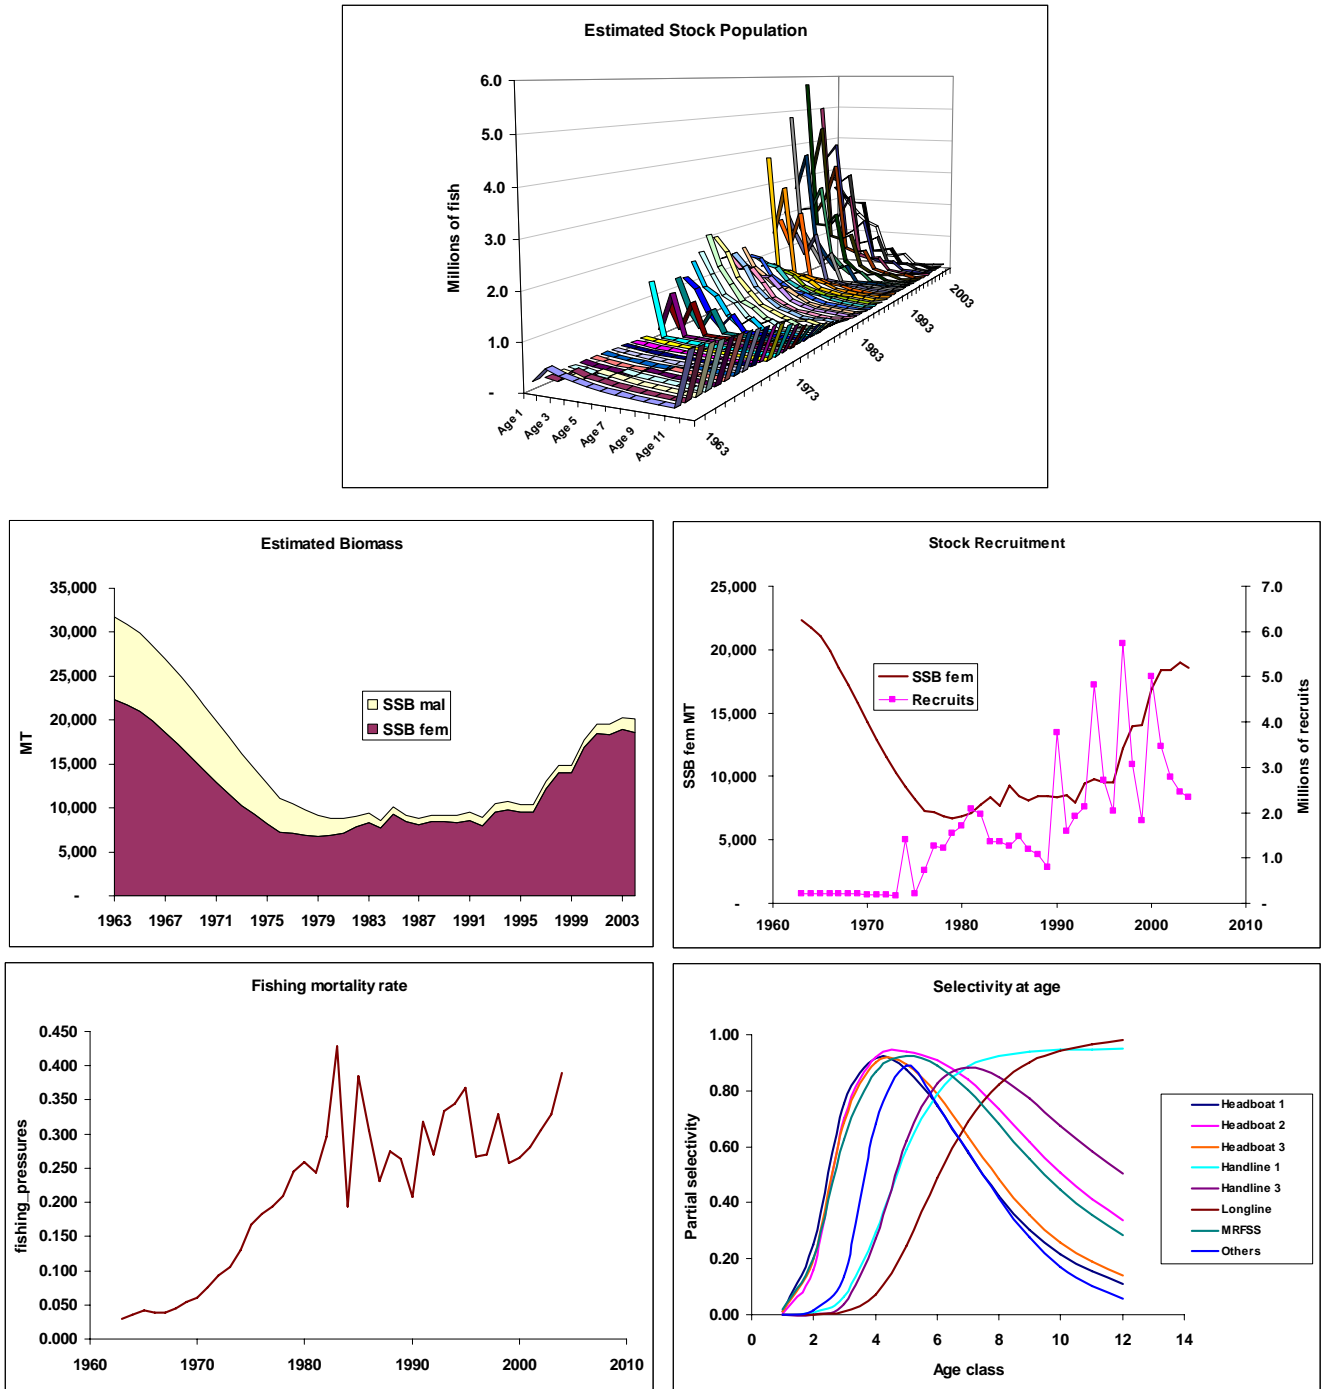 Estimated Stock Population
6.0
5.0
4.0
3.0
2.0
1.0
-
Millions of fish
Age 1
Age 3
Age 5
Age 7
Age 9
Age 11
1963
1973
1983
1993
2003
Estimated Biomass
MT
35,000
30,000
25,000
20,000
15,000
10,000
5,000
-
SSB mal
SSB fem
1963 1967 1971 1975 1979 1983 1987 1991 1995 1999 2003
Stock Recruitment
SSB fem MT
25,000
20,000
15,000
10,000
5,000
-
SSB fem
Recruits
7.0
6.0
5.0
4.0
3.0
2.0
1.0
-
Millions of recruits
1960 1970 1980 1990 2000 2010
Fishing mortality rate
fishing_pressures
0.450
0.400
0.350
0.300
0.250
0.200
0.150
0.100
0.050
0.000
1960 1970 1980 1990 2000 2010
Selectivity at age
Partial selectivity
1.00
0.80
0.60
0.40
0.20
0.00
0 2 4 6 8 10 12 14
Age class
Headboat 1
Headboat 2
Headboat 3
Handline 1
Handline 3
Longline
MRFSS
Others